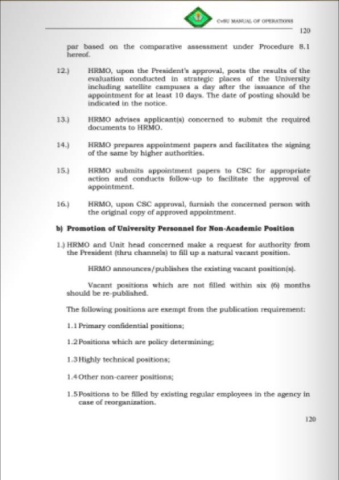 CvSU MANUAL OF OPERATIONS
120
par based on the comparative assessment under Procedure 8.1
hereof.
12.) HRMO, upon the President's approval, posts the results of the
evaluation conducted in strategic places of the University
including satellite campuses a day after the issuance of the
appointment for at least 10 days. The date of posting should be
indicated in the notice.
13.) HRMO advises applicant(s) concerned to submit the required
documents to HRMO.
14.) HRMO prepares appointment papers and facilitates the signing
of the same by higher authorities.
15.) HRMO submits appointment papers to CSC for appropriate
action and conducts follow-up to facilitate the approval of
appointment.
16.) HRMO, upon CSC approval, furnish the concerned person with
the original copy of approved appointment.
b) Promotion of University Personnel for Non-Academic Position
1.) HRMO and Unit head concerned make a request for authority from
the President (thru channels) to fill up a natural vacant position.
HRMO announces/publishes the existing vacant position(s).
Vacant positions which are not filled within six (6) months
should be re-published.
The following positions are exempt from the publication requirement:
1.1 Primary confidential positions;
1.2 Positions which are policy determining;
1.3 Highly technical positions;
1.4 Other non-career positions;
1.5 Positions to be filled by existing regular employees in the agency in
case of reorganization.
120